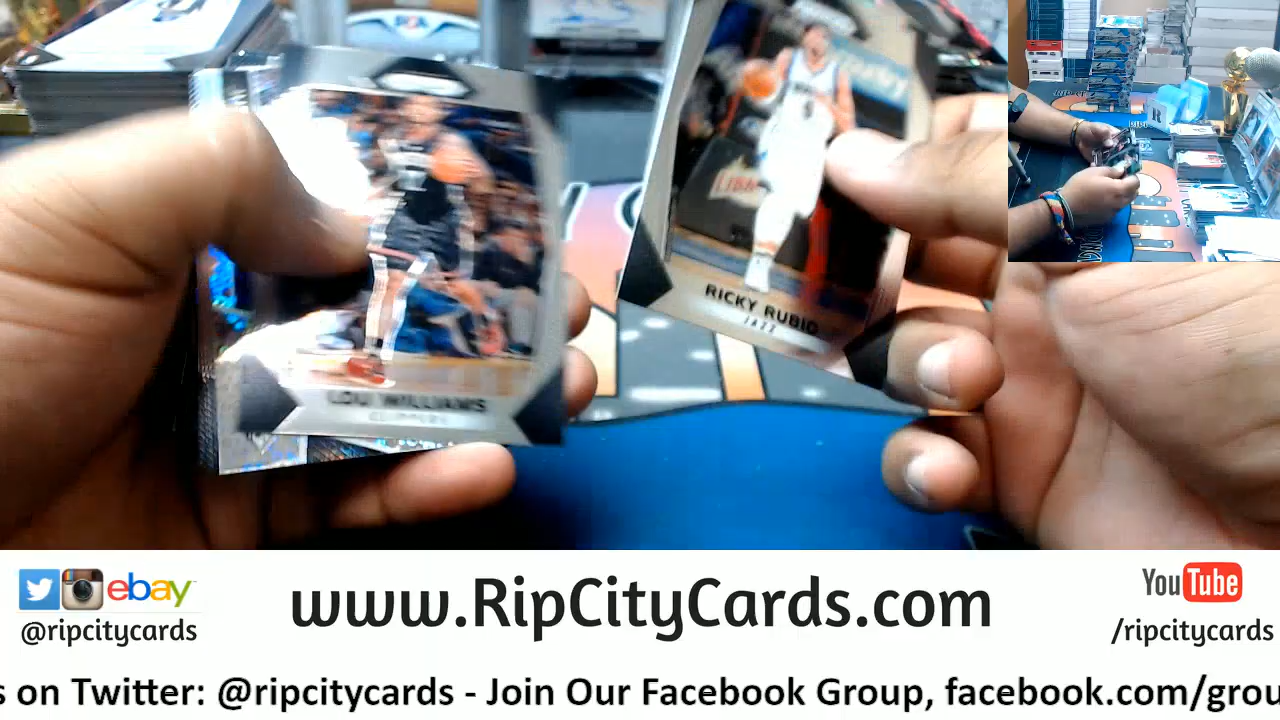 RICKY RUBIO
JAZZ
LOU WILLIAMS
CLIPPERS
ebay
@ripcitycards
www.RipCityCards.com
YouTube
/ripcitycards
s on Twitter: @ripcitycards - Join Our Facebook Group, facebook.com/grou